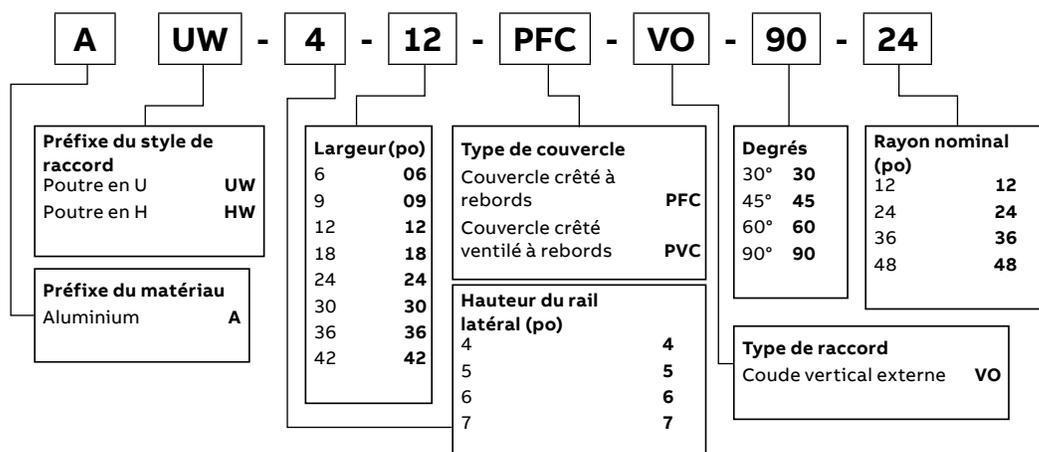 A UW - 4 - 12 - PFC - VO - 90 - 24
Préfixe du style de
raccord
Poutre en U UW
Poutre en H HW
Préfixe du matériau
Aluminium A
Largeur (po)
6 06
9 09
12 12
18 18
24 24
30 30
36 36
42 42
Type de couvercle
Couvercle crêté à
rebords PFC
Couvercle crêté
ventilé à rebords PVC
Hauteur du rail
latéral (po)
4 4
5 5
6 6
7 7
Degrés
30° 30
45° 45
60° 60
90° 90
Rayon nominal
(po)
12 12
24 24
36 36
48 48
Type de raccord
Coude vertical externe VO